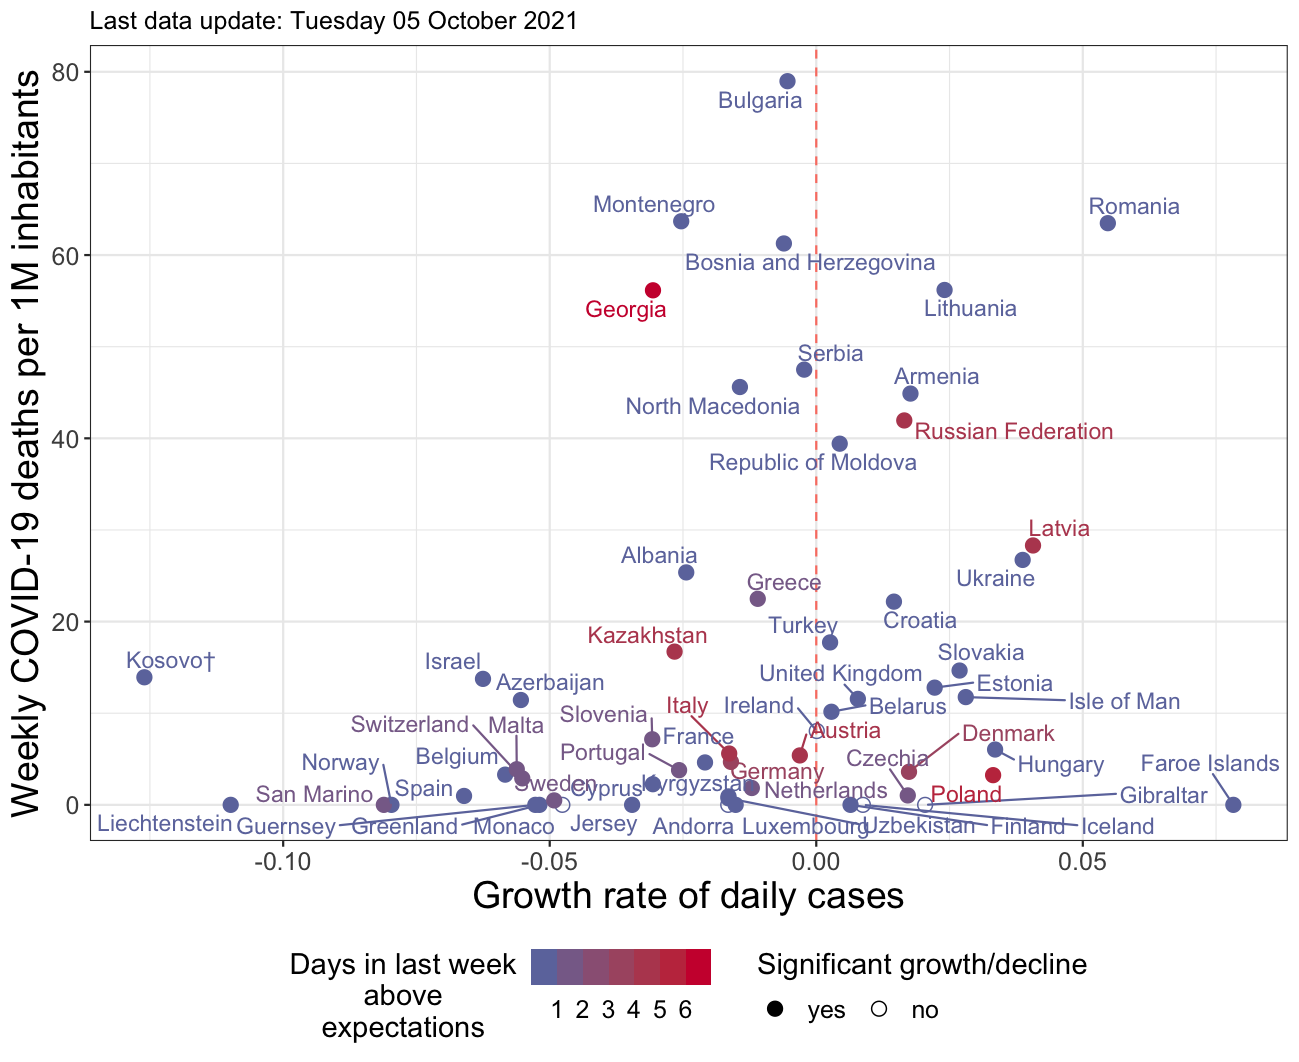 Last data update: Tuesday 05 October 2021
Weekly COVID-19 deaths per 1M inhabitants
80
60
40
20
0
Bulgaria
Montenegro
Romania
Bosnia and Herzegovina
Georgia
Lithuania
Serbia
Armenia
North Macedonia
Russian Federation
Republic of Moldova
Latvia
Albania
Ukraine
Greece
Croatia
Turkey
Kazakhstan
Kosovo†
Israel
Slovakia
United Kingdom
Azerbaijan
Estonia
Isle of Man
Slovenia
Italy
Ireland
Belarus
Switzerland
Malta
France
Austria
Denmark
Portugal
Belgium
Czechia
Norway
Germany
Hungary
Faroe Islands
San Marino
Spain
Sweden
Cyprus
Kyrgyzstan
Netherlands
Poland
Gibraltar
Liechtenstein
Guernsey
Greenland
Monaco
Jersey
Andorra
Luxembourg
Uzbekistan
Finland
Iceland
-0.10
-0.05
0.00
0.05
Growth rate of daily cases
Days in last week
above
expectations
1 2 3 4 5 6
Significant growth/decline
yes
no